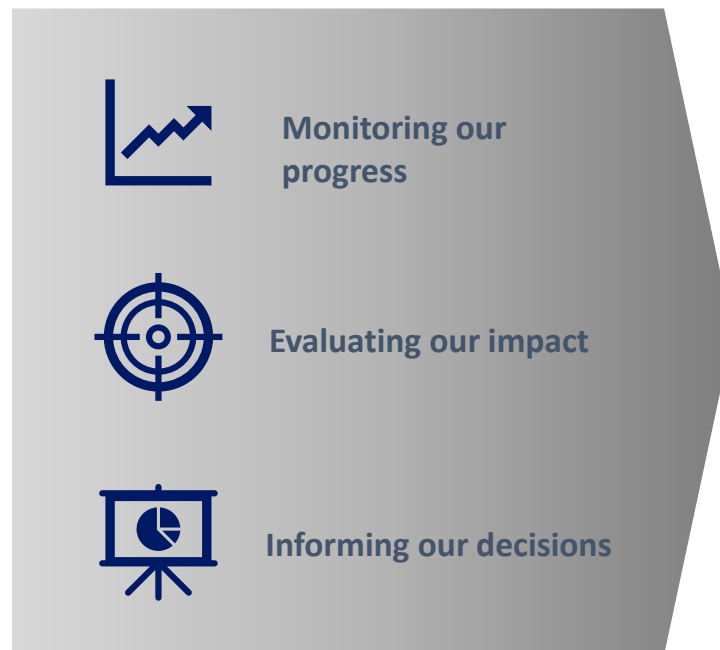 Monitoring our
progress
Evaluating our impact
Informing our decisions